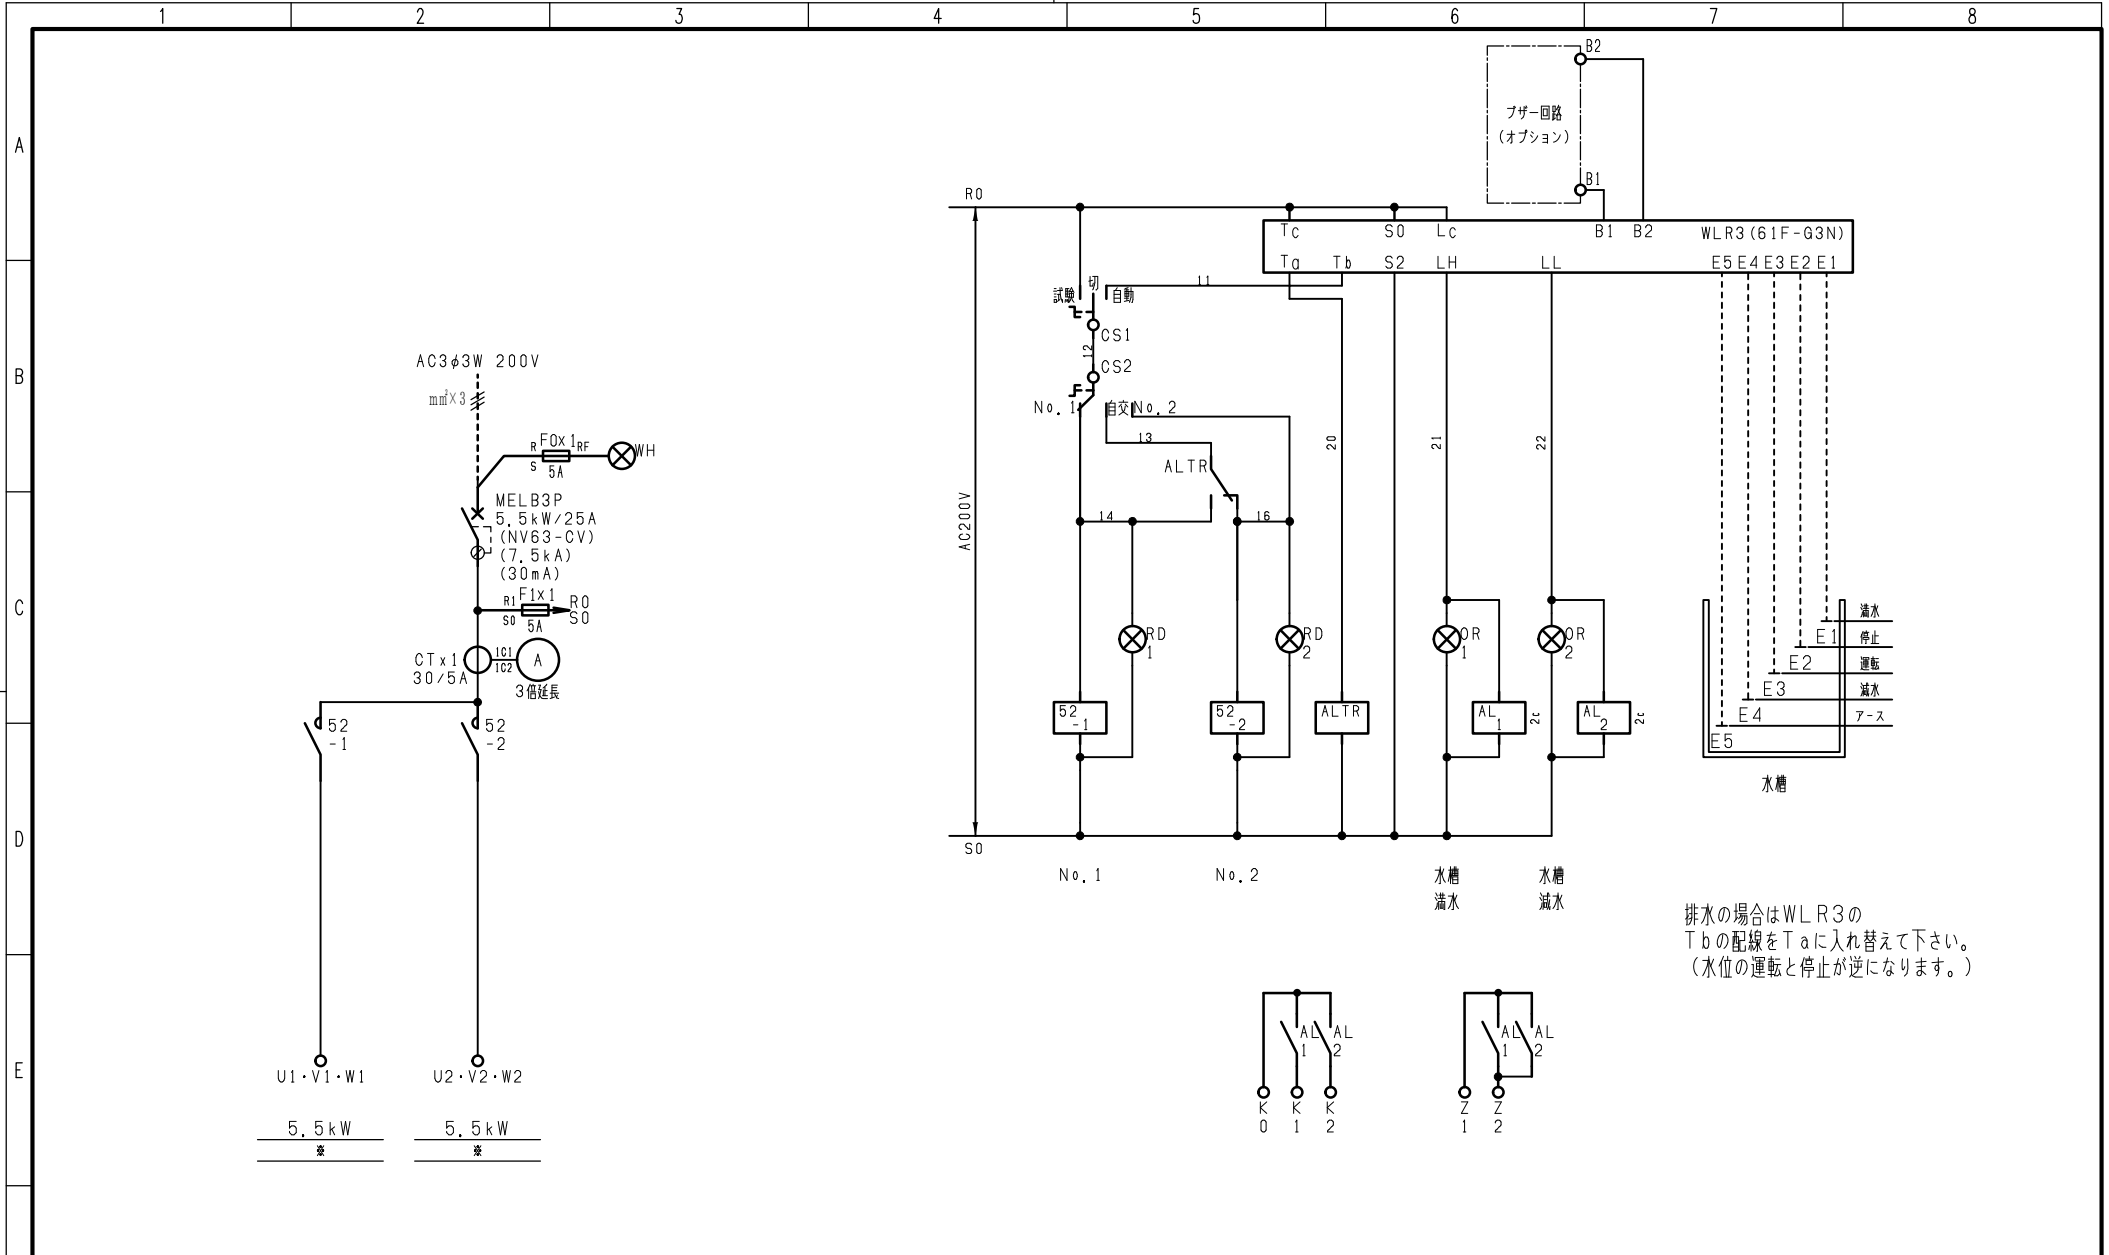 1 2 3 4 5 6 7 8
A
B
C
D
E
B2
ブザー回路
(オプション)
B1
R0
Tc S0 Lc B1 B2 WLR3(61F-G3N)
Ta Tb S2 LH LL E5 E4 E3 E2 E1
11
試験 切 自動
CS1
12
CS2
No.1 自交 No.2
13
ALTR
20
21
22
14
16
AC200V
RD
1
RD
2
OR
1
OR
2
52
-1
52
-2
ALTR
AL
1
2c
AL
2
2c
S0
No.1
No.2
水槽
満水
水槽
減水
満水
E1 停止
E2 運転
E3 減水
E4 アース
E5
水槽
AC3φ3W 200V
mm²×3
R F0x1 RF
S 5A
WH
MELB3P
5.5kW/25A
(NV63-CV)
(7.5kA)
(30mA)
R1 F1x1 R0
S0 5A S0
CTx1
30/5A
1C1
1C2
A
3倍延長
52
-1
52
-2
U1・V1・W1
U2・V2・W2
5.5kW
※
5.5kW
※
排水の場合はWLR3の
Tbの配線をTaに入れ替えて下さい。
(水位の運転と停止が逆になります。)
AL
1
AL
2
K
0
K
1
K
2
AL
1
AL
2
Z
1
Z
2